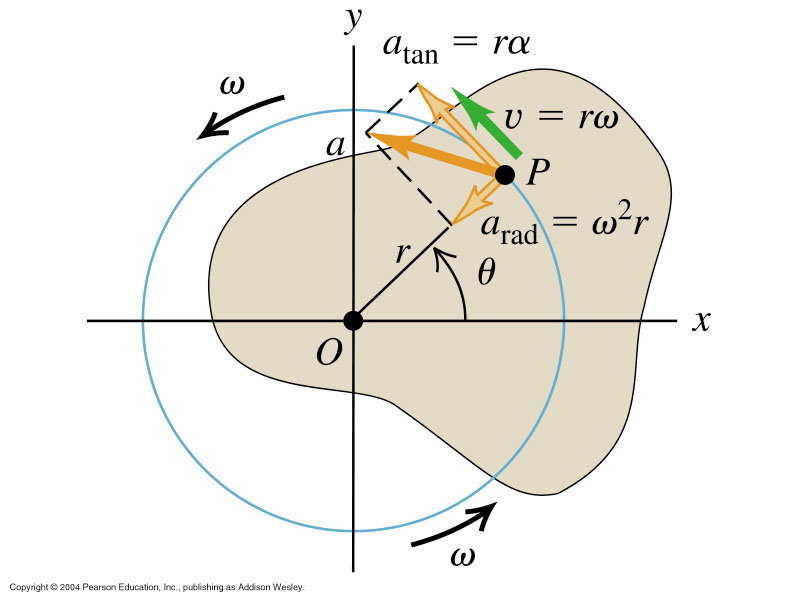 y
a_tan = rα
ω
v = rω
a
P
a_rad = ω²r
r
θ
x
O
ω
Copyright © 2004 Pearson Education, Inc., publishing as Addison Wesley.